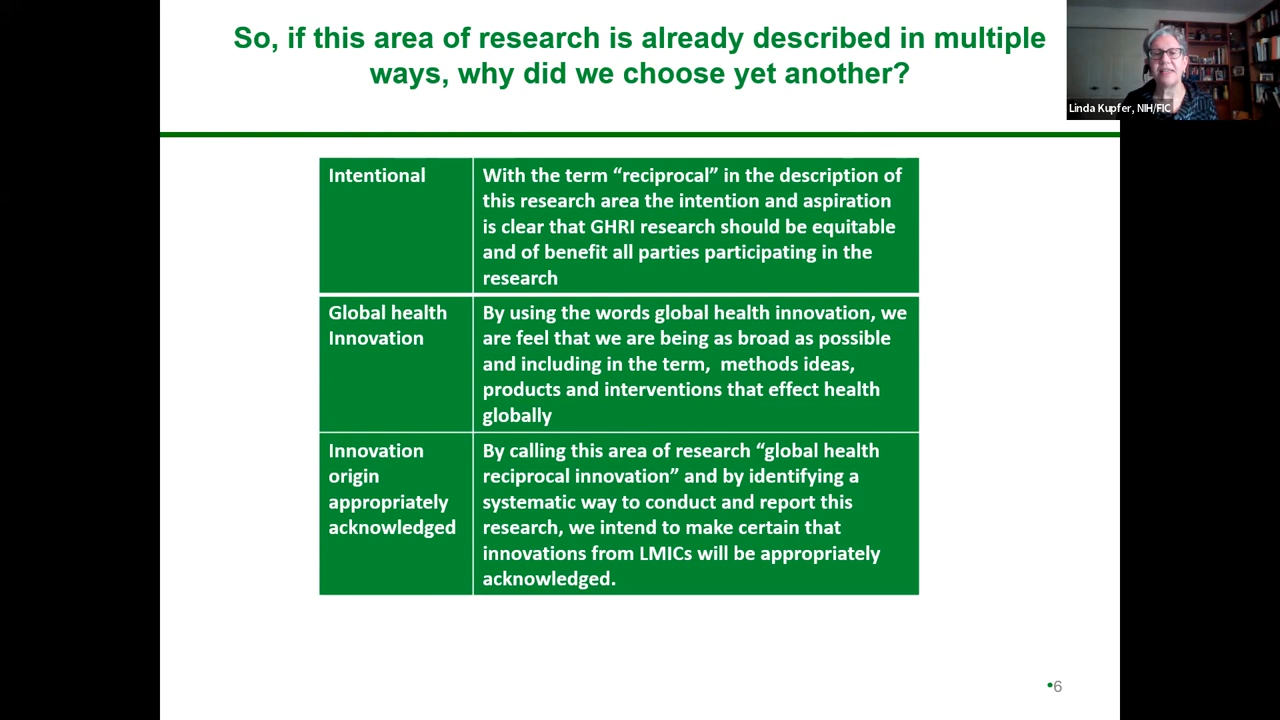 So, if this area of research is already described in multiple
ways, why did we choose yet another?
Linda Kupfer, NIH/FIC
Intentional
With the term “reciprocal” in the description of
this research area the intention and aspiration
is clear that GHRI research should be equitable
and of benefit all parties participating in the
research
Global health
Innovation
By using the words global health innovation, we
are feel that we are being as broad as possible
and including in the term,  methods ideas,
products and interventions that effect health
globally
Innovation
origin
appropriately
acknowledged
By calling this area of research “global health
reciprocal innovation” and by identifying a
systematic way to conduct and report this
research, we intend to make certain that
innovations from LMICs will be appropriately
acknowledged.
•6